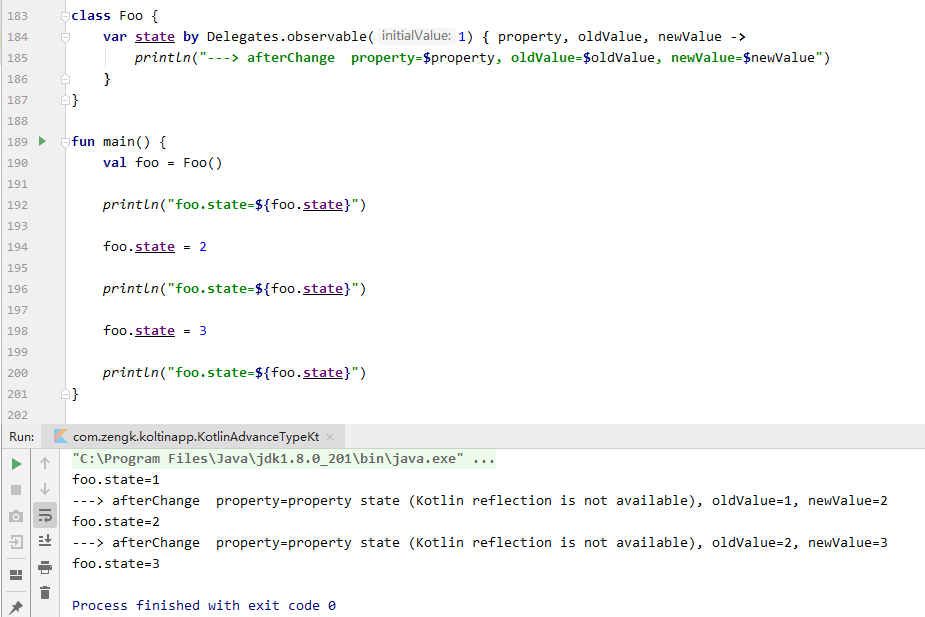 183 class Foo {
184 var state by Delegates.observable( initialValue: 1) { property, oldValue, newValue ->
185 println("---> afterChange  property=$property, oldValue=$oldValue, newValue=$newValue")
186 }
187 }
188
189 fun main() {
190 val foo = Foo()
191
192 println("foo.state=${foo.state}")
193
194 foo.state = 2
195
196 println("foo.state=${foo.state}")
197
198 foo.state = 3
199
200 println("foo.state=${foo.state}")
201 }
202
Run: com.zengk.koltinapp.KotlinAdvanceTypeKt ×
"C:\Program Files\Java\jdk1.8.0_201\bin\java.exe" ...
foo.state=1
---> afterChange  property=property state (Kotlin reflection is not available), oldValue=1, newValue=2
foo.state=2
---> afterChange  property=property state (Kotlin reflection is not available), oldValue=2, newValue=3
foo.state=3
Process finished with exit code 0